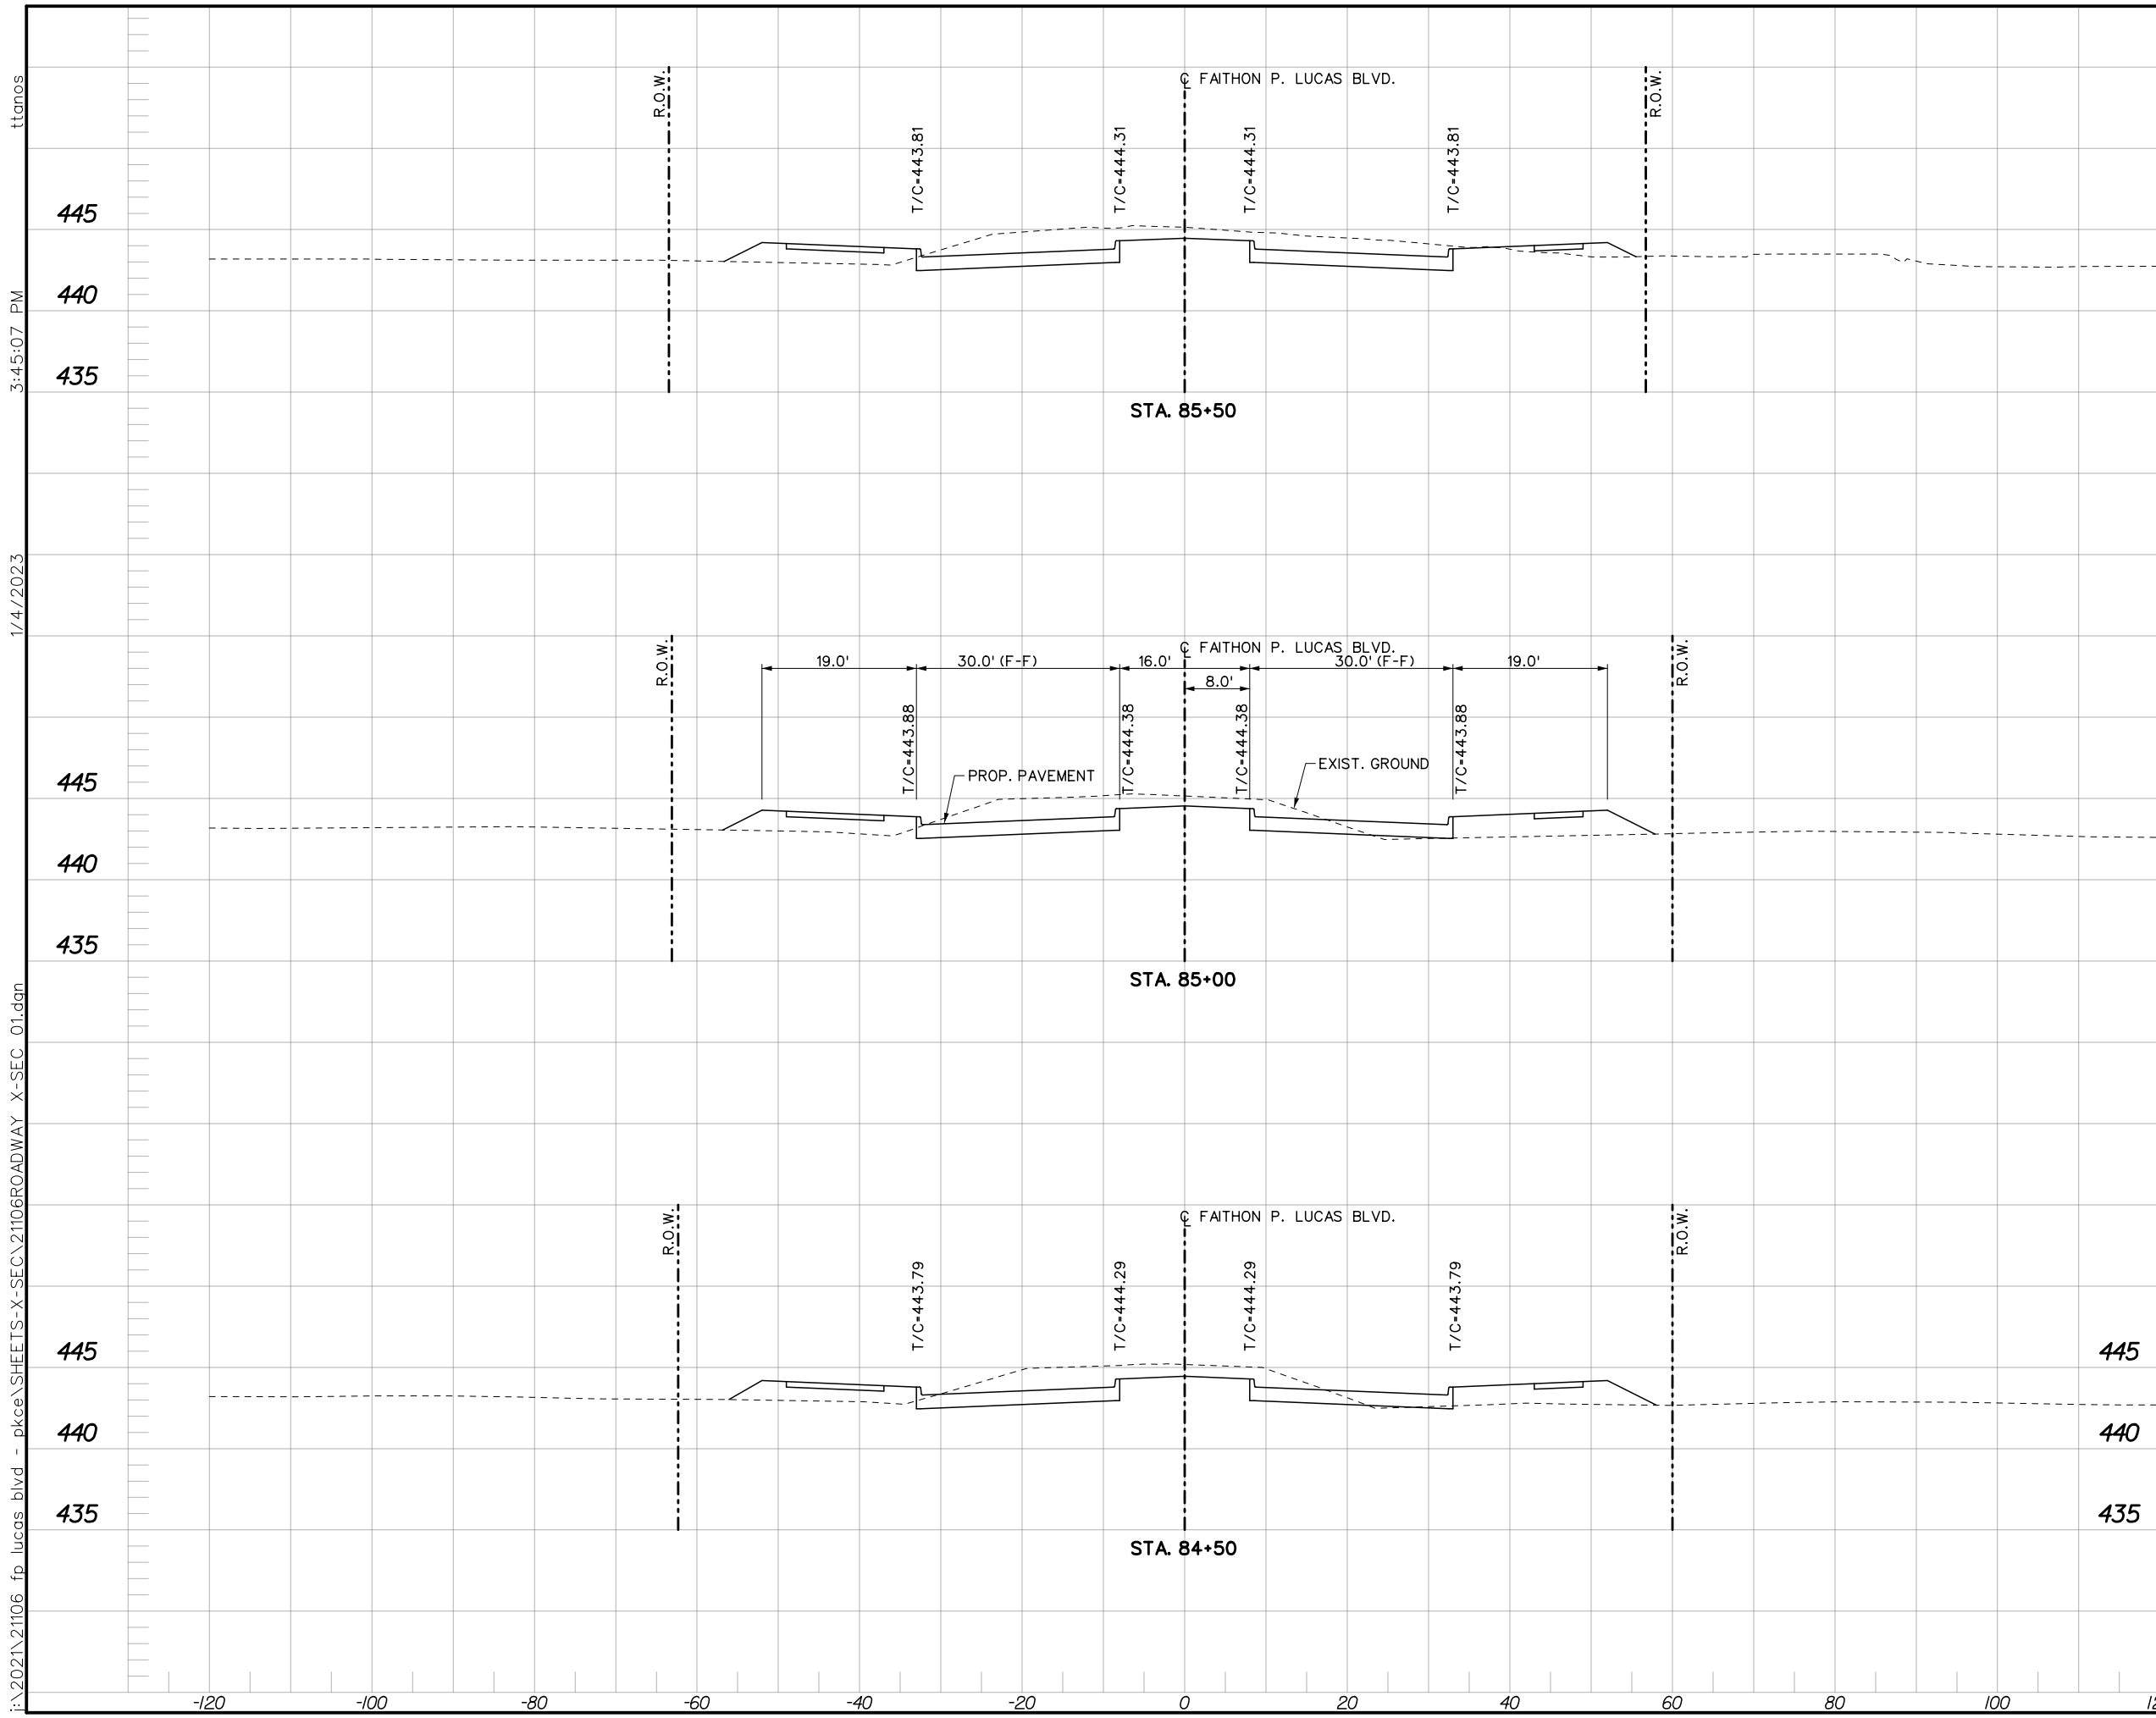 ttanos
3:45:07 PM
1/4/2023
j:\2021\21106 fp lucas blvd - pkce\SHEETS-X-SEC\21106ROADWAY X-SEC 01.dgn
R.O.W.
℄ FAITHON P. LUCAS BLVD.
R.O.W.
T/C=443.81
T/C=444.31
T/C=444.31
T/C=443.81
445
440
435
STA. 85+50
R.O.W.
℄ FAITHON P. LUCAS BLVD.
R.O.W.
19.0'
30.0' (F-F)
16.0'
30.0' (F-F)
19.0'
8.0'
T/C=443.88
T/C=444.38
T/C=444.38
T/C=443.88
PROP. PAVEMENT
EXIST. GROUND
445
440
435
STA. 85+00
R.O.W.
℄ FAITHON P. LUCAS BLVD.
R.O.W.
T/C=443.79
T/C=444.29
T/C=444.29
T/C=443.79
445 445
440 440
435 435
STA. 84+50
-120 -100 -80 -60 -40 -20 0 20 40 60 80 100